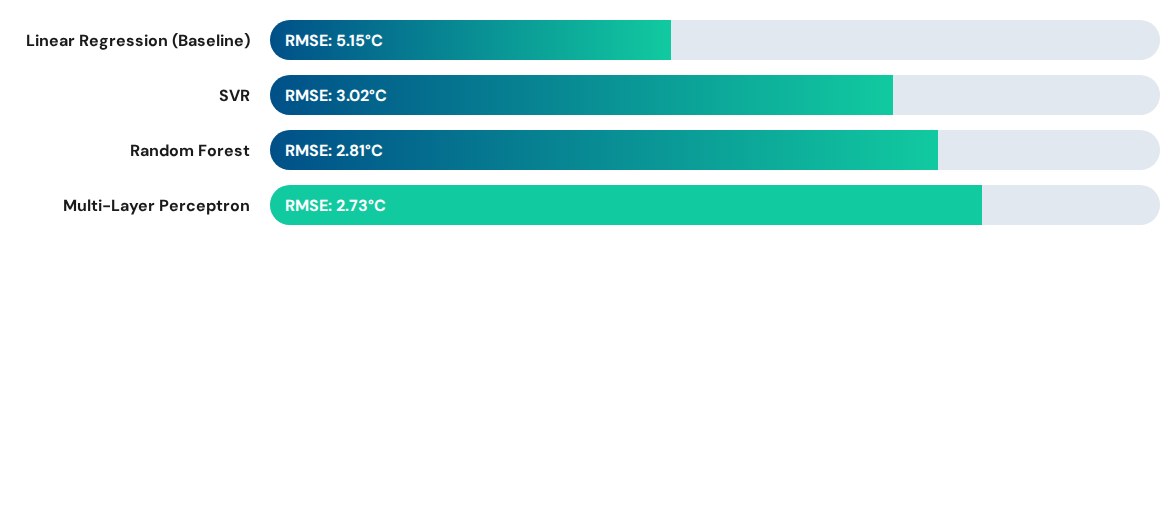 Linear Regression (Baseline) RMSE: 5.15°C
SVR RMSE: 3.02°C
Random Forest RMSE: 2.81°C
Multi-Layer Perceptron RMSE: 2.73°C